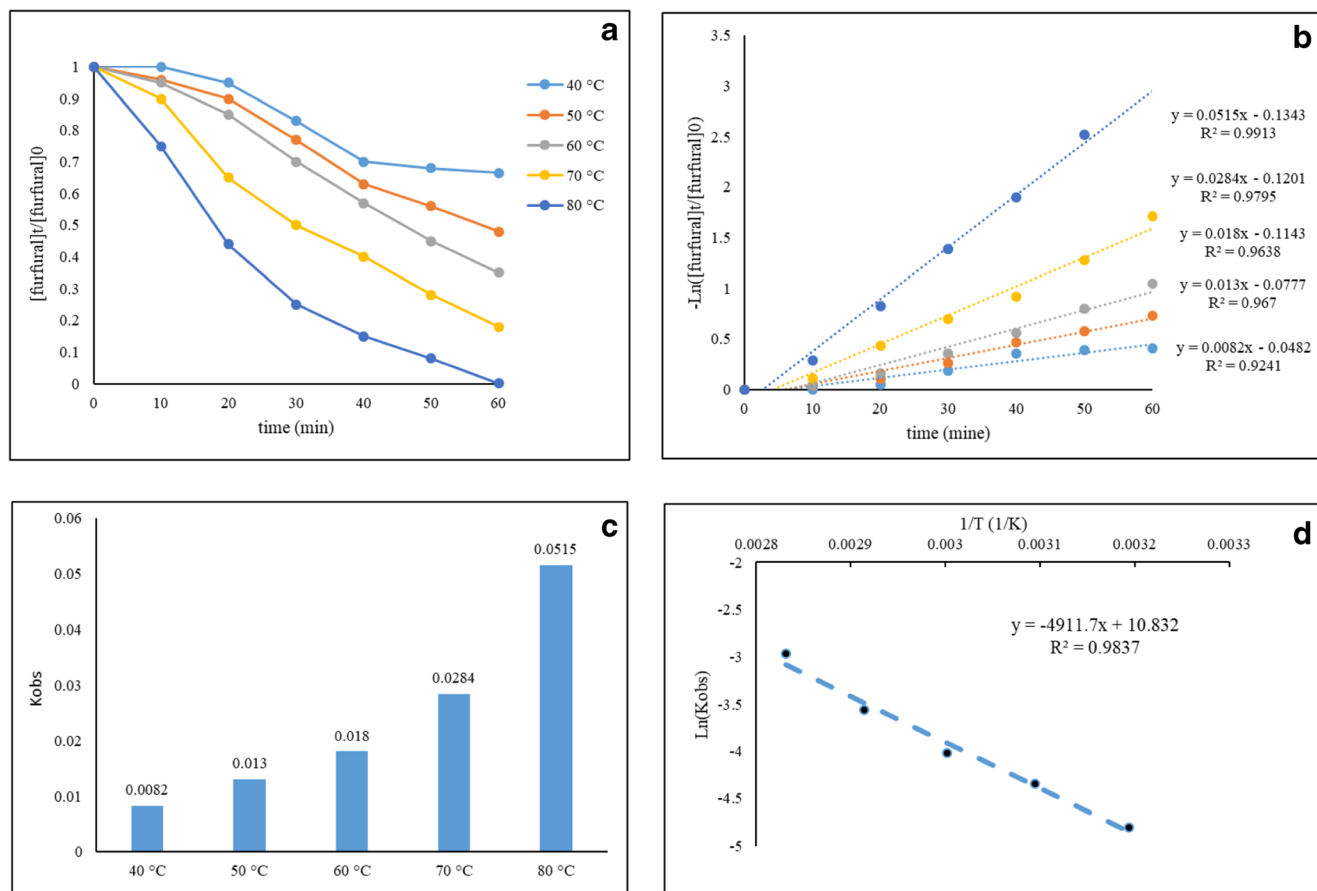 a
[furfural]t/[furfural]0
1
0.9
0.8
0.7
0.6
0.5
0.4
0.3
0.2
0.1
0
0 10 20 30 40 50 60
time (min)
40 °C
50 °C
60 °C
70 °C
80 °C
b
-Ln([furfural]t/[furfural]0)
3.5
3
2.5
2
1.5
1
0.5
0
0 10 20 30 40 50 60
time (mine)
y = 0.0515x - 0.1343
R² = 0.9913
y = 0.0284x - 0.1201
R² = 0.9795
y = 0.018x - 0.1143
R² = 0.9638
y = 0.013x - 0.0777
R² = 0.967
y = 0.0082x - 0.0482
R² = 0.9241
c
Kobs
0.06
0.05
0.04
0.03
0.02
0.01
0
0.0082
0.013
0.018
0.0284
0.0515
40 °C 50 °C 60 °C 70 °C 80 °C
d
1/T (1/K)
0.0028 0.0029 0.003 0.0031 0.0032 0.0033
Ln(Kobs)
-2
-2.5
-3
-3.5
-4
-4.5
-5
y = -4911.7x + 10.832
R² = 0.9837